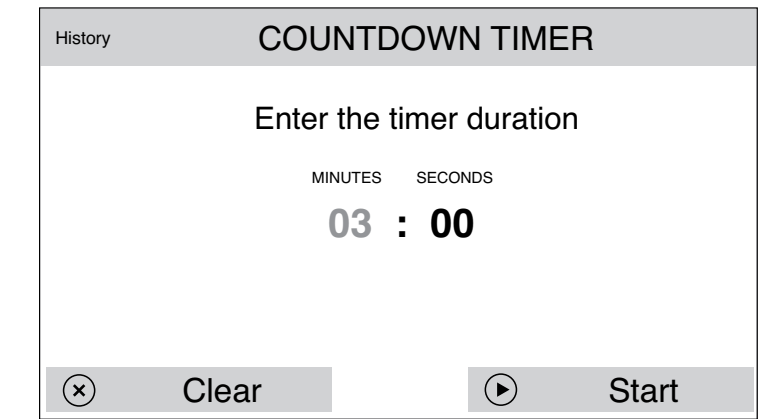 History
COUNTDOWN TIMER
Enter the timer duration
MINUTES SECONDS
03 : 00
Clear
Start